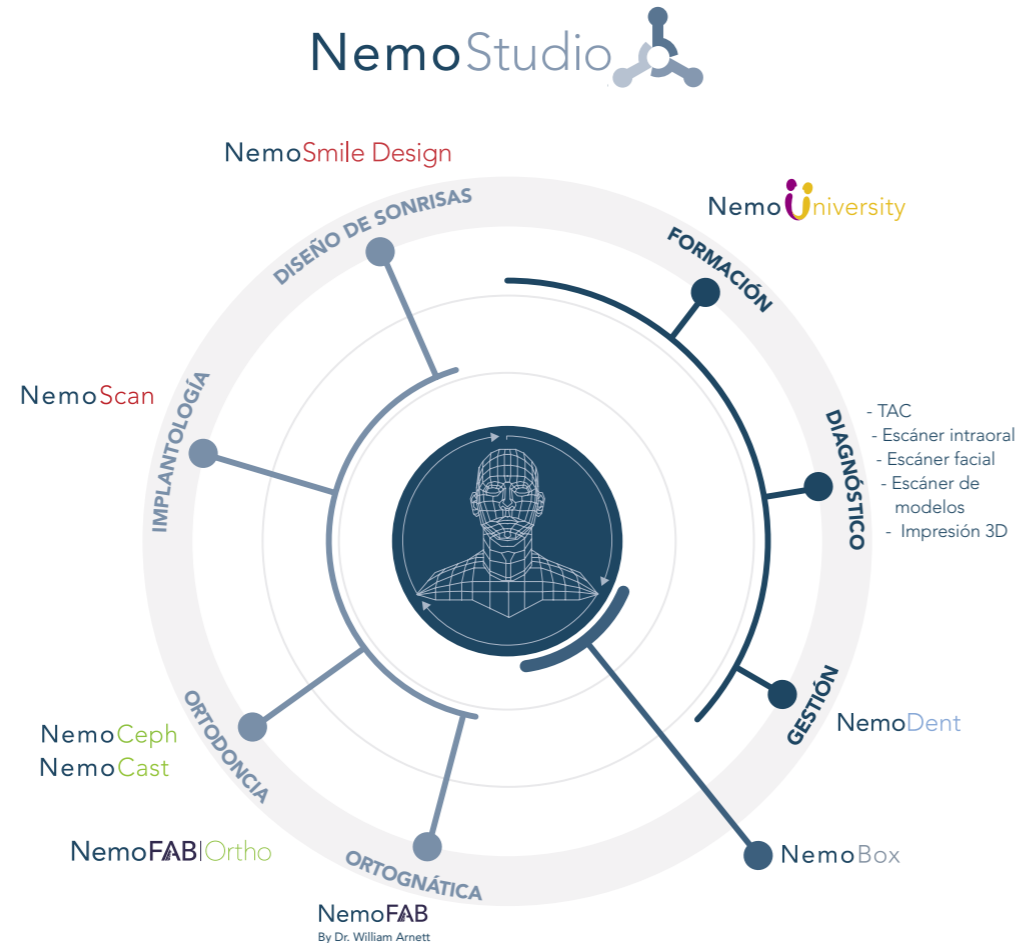 NemoStudio
NemoSmile Design
DISEÑO DE SONRISAS
NemoUniversity
FORMACIÓN
NemoScan
IMPLANTOLOGÍA
DIAGNÓSTICO
- TAC
- Escáner intraoral
- Escáner facial
- Escáner de
modelos
- Impresión 3D
GESTIÓN
NemoDent
NemoCeph
NemoCast
ORTODONCIA
NemoFAB|Ortho
ORTOGNÁTICA
NemoBox
NemoFAB
By Dr. William Arnett